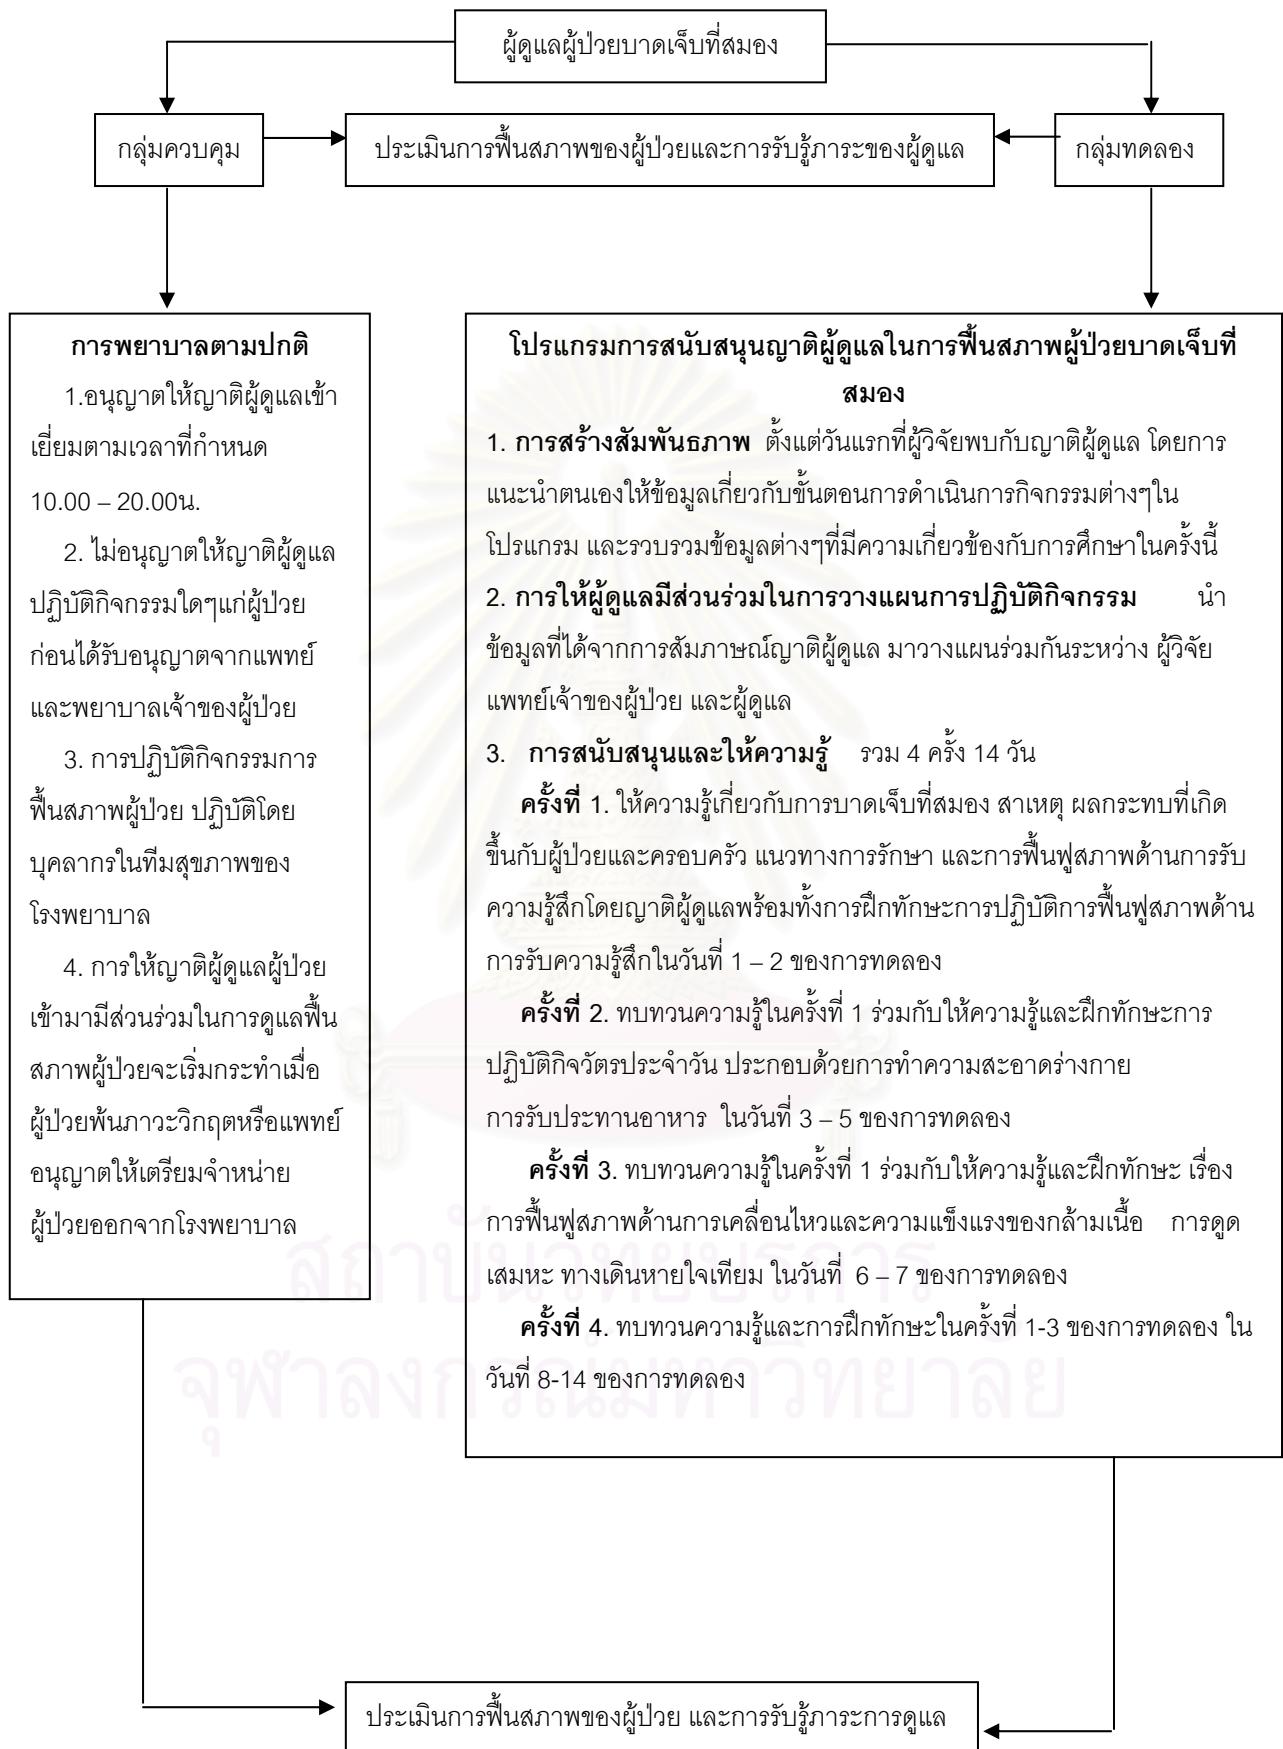 ผู้ดูแลผู้ป่วยบาดเจ็บที่สมอง
กลุ่มควบคุม
ประเมินการฟื้นสภาพของผู้ป่วยและการรับรู้ภาระของผู้ดูแล
กลุ่มทดลอง
การพยาบาลตามปกติ
1.อนุญาตให้ญาติผู้ดูแลเข้า
เยี่ยมตามเวลาที่กำหนด
10.00 – 20.00น.
2. ไม่อนุญาตให้ญาติผู้ดูแล
ปฏิบัติกิจกรรมใดๆแก่ผู้ป่วย
ก่อนได้รับอนุญาตจากแพทย์
และพยาบาลเจ้าของผู้ป่วย
3. การปฏิบัติกิจกรรมการ
ฟื้นสภาพผู้ป่วย ปฏิบัติโดย
บุคลากรในทีมสุขภาพของ
โรงพยาบาล
4. การให้ญาติผู้ดูแลผู้ป่วย
เข้ามามีส่วนร่วมในการดูแลฟื้น
สภาพผู้ป่วยจะเริ่มกระทำเมื่อ
ผู้ป่วยพ้นภาวะวิกฤตหรือแพทย์
อนุญาตให้เตรียมจำหน่าย
ผู้ป่วยออกจากโรงพยาบาล
โปรแกรมการสนับสนุนญาติผู้ดูแลในการฟื้นสภาพผู้ป่วยบาดเจ็บที่
สมอง
1. การสร้างสัมพันธภาพ ตั้งแต่วันแรกที่ผู้วิจัยพบกับญาติผู้ดูแล โดยการ
แนะนำตนเองให้ข้อมูลเกี่ยวกับขั้นตอนการดำเนินการกิจกรรมต่างๆใน
โปรแกรม และรวบรวมข้อมูลต่างๆที่มีความเกี่ยวข้องกับการศึกษาในครั้งนี้
2. การให้ผู้ดูแลมีส่วนร่วมในการวางแผนการปฏิบัติกิจกรรม นำ
ข้อมูลที่ได้จากการสัมภาษณ์ญาติผู้ดูแล มาวางแผนร่วมกันระหว่าง ผู้วิจัย
แพทย์เจ้าของผู้ป่วย และผู้ดูแล
3. การสนับสนุนและให้ความรู้ รวม 4 ครั้ง 14 วัน
ครั้งที่ 1. ให้ความรู้เกี่ยวกับการบาดเจ็บที่สมอง สาเหตุ ผลกระทบที่เกิด
ขึ้นกับผู้ป่วยและครอบครัว แนวทางการรักษา และการฟื้นฟูสภาพด้านการรับ
ความรู้สึกโดยญาติผู้ดูแลพร้อมทั้งการฝึกทักษะการปฏิบัติการฟื้นฟูสภาพด้าน
การรับความรู้สึกในวันที่ 1 – 2 ของการทดลอง
ครั้งที่ 2. ทบทวนความรู้ในครั้งที่ 1 ร่วมกับให้ความรู้และฝึกทักษะการ
ปฏิบัติกิจวัตรประจำวัน ประกอบด้วยการทำความสะอาดร่างกาย
การรับประทานอาหาร ในวันที่ 3 – 5 ของการทดลอง
ครั้งที่ 3. ทบทวนความรู้ในครั้งที่ 1 ร่วมกับให้ความรู้และฝึกทักษะ เรื่อง
การฟื้นฟูสภาพด้านการเคลื่อนไหวและความแข็งแรงของกล้ามเนื้อ การดูด
เสมหะ ทางเดินหายใจเทียม ในวันที่ 6 – 7 ของการทดลอง
ครั้งที่ 4. ทบทวนความรู้และการฝึกทักษะในครั้งที่ 1-3 ของการทดลอง ใน
วันที่ 8-14 ของการทดลอง
สถาบันวิทยบริการ
จุฬาลงกรณ์มหาวิทยาลัย
ประเมินการฟื้นสภาพของผู้ป่วย และการรับรู้ภาระการดูแล